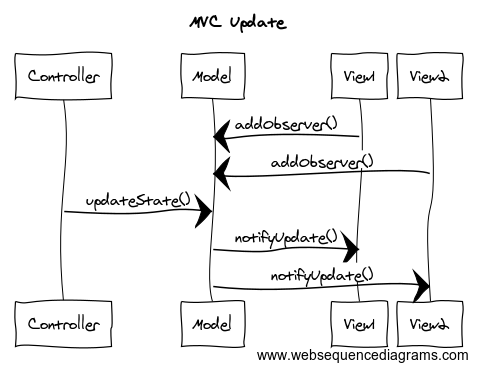 MVC Update
Controller Model View1 View2
addObserver()
addObserver()
updateState()
notifyUpdate()
notifyUpdate()
Controller Model View1 View2
www.websequencediagrams.com